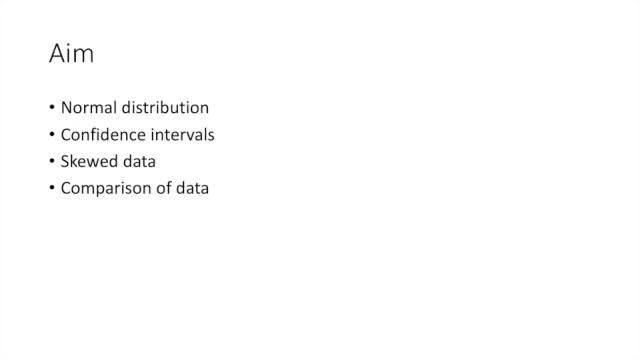 Aim
• Normal distribution
• Confidence intervals
• Skewed data
• Comparison of data